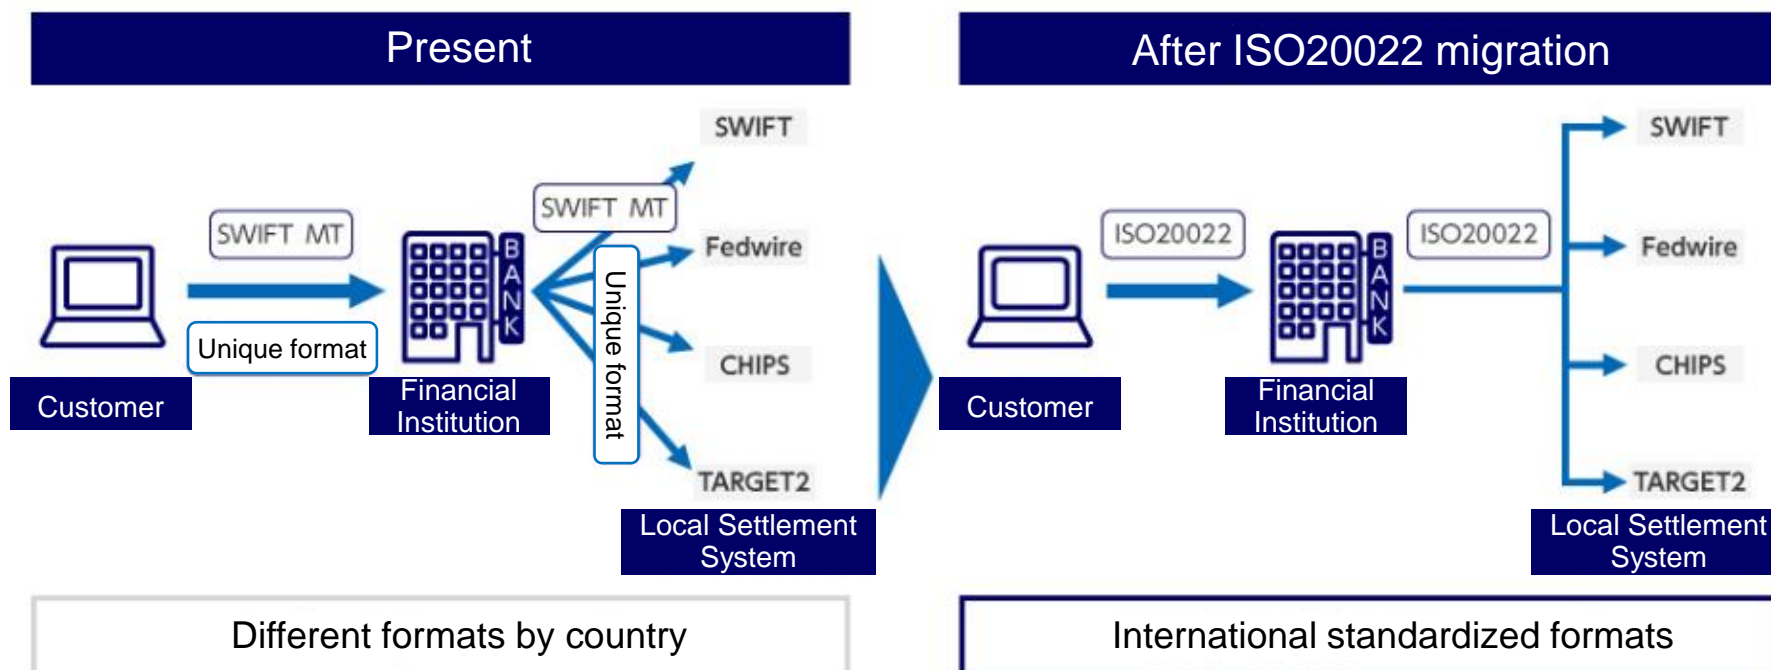 Present
SWIFT
SWIFT MT
SWIFT MT
Fedwire
BANK
Unique format
Unique format
CHIPS
Customer
Financial
Institution
TARGET2
Local Settlement
System
Different formats by country
After ISO20022 migration
SWIFT
ISO20022
ISO20022
Fedwire
BANK
CHIPS
Customer
Financial
Institution
TARGET2
Local Settlement
System
International standardized formats